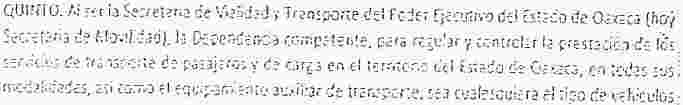 QUINTO. Al ser la Secretaría de Vialidad y Transporte del Poder Ejecutivo del Estado de Oaxaca (hoy
Secretaría de Movilidad), la Dependencia competente, para regular y controlar la prestación de los
servicios de transporte de pasajeros y de carga en el territorio del Estado de Oaxaca, en todas sus
modalidades, así como el equipamiento auxiliar de transporte, sea cualesquiera el tipo de vehículos